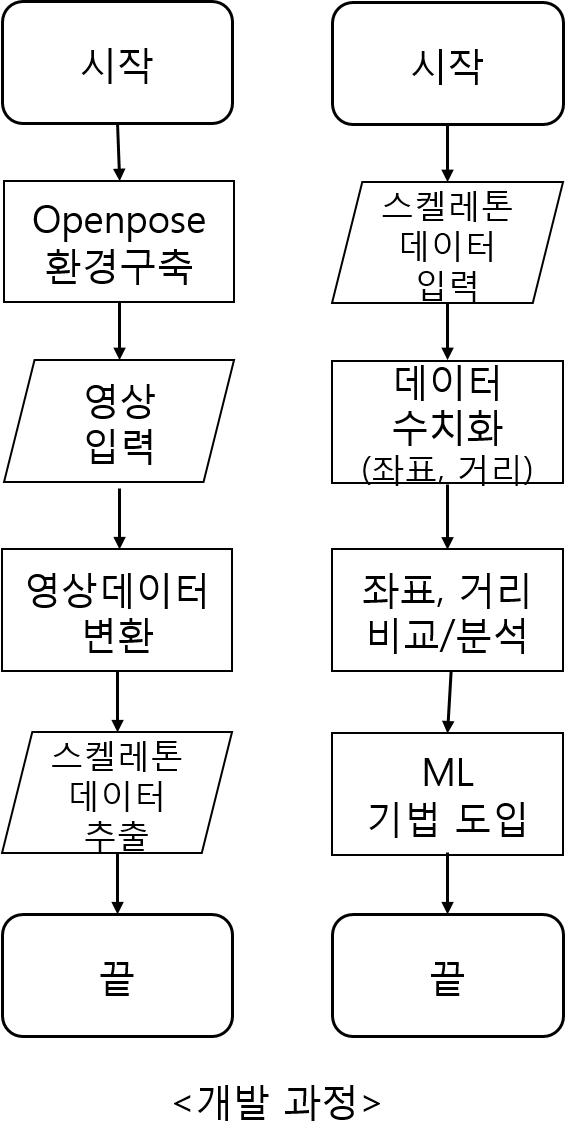 시작
Openpose
환경구축
영상
입력
영상데이터
변환
스켈레톤
데이터
추출
끝
시작
스켈레톤
데이터
입력
데이터
수치화
(좌표, 거리)
좌표, 거리
비교/분석
ML
기법 도입
끝
<개발 과정>